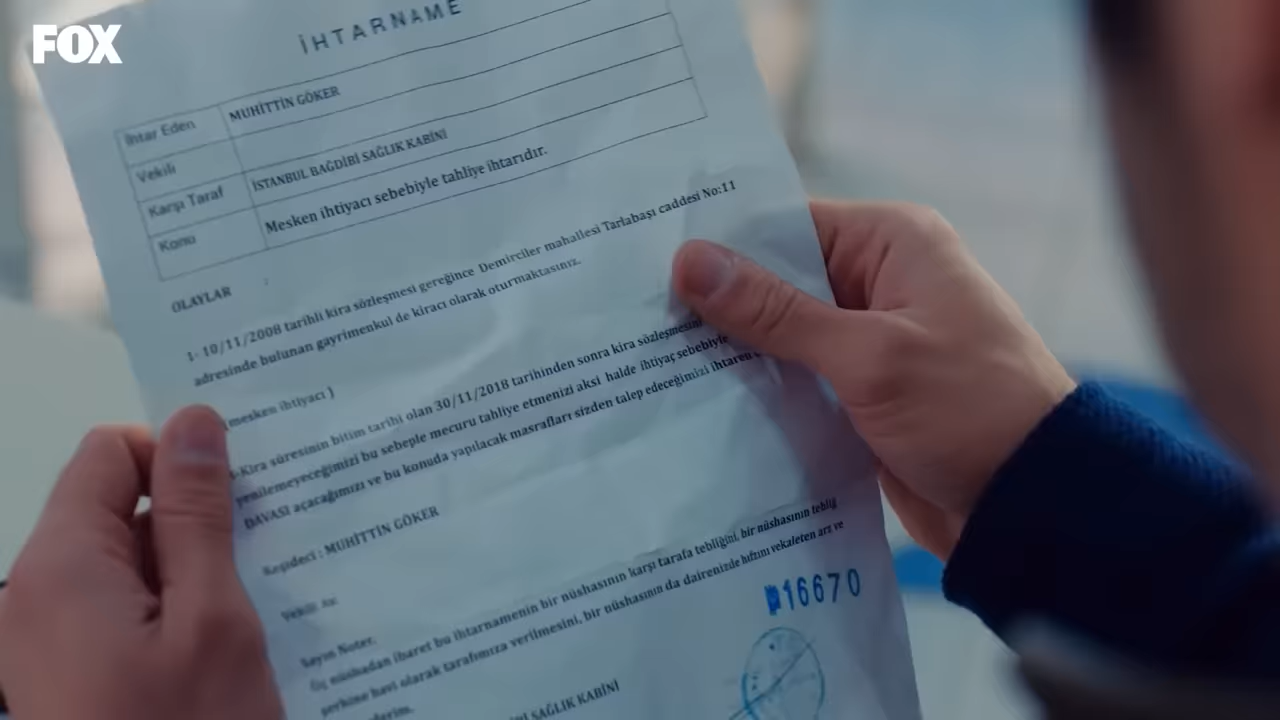 FOX
İHTARNAME
İhtar Eden MUHİTTİN GÖKER
Vekili
Karşı Taraf İSTANBUL BAĞDİBİ SAĞLIK KABİNİ
Konu Mesken ihtiyacı sebebiyle tahliye ihtarıdır.
OLAYLAR :
1- 10/11/2008 tarihli kira sözleşmesi gereğince Demirciler mahallesi Tarlabaşı caddesi No:11
adresinde bulunan gayrimenkul de kiracı olarak oturmaktasınız.
(mesken ihtiyacı )
-Kira süresinin bitim tarihi olan 30/11/2018 tarihinden sonra kira sözleşmesini
yenilemeyeceğimizi bu sebeple mecuru tahliye etmenizi aksi halde ihtiyaç sebebiyle
DAVASI açacağımızı ve bu konuda yapılacak masrafları sizden talep edeceğimizi ihtaren
Keşideci : MUHİTTİN GÖKER
Vekili Av.
Sayın Noter,
Üç nüshadan ibaret bu ihtarnamenin bir nüshasının karşı tarafa tebliğini, bir nüshasının tebliğ
şerhine havi olarak tarafımıza verilmesini, bir nüshasının da dairenizde hıfzını vekaleten arz ve
16670
SAĞLIK KABİNİ